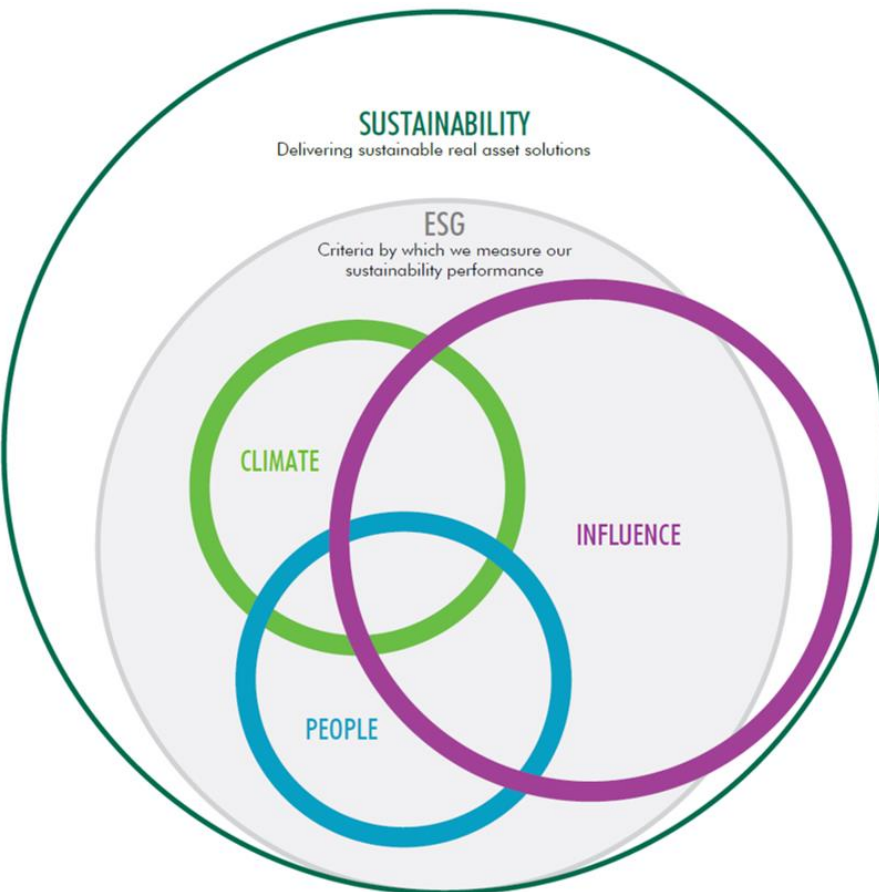 SUSTAINABILITY
Delivering sustainable real asset solutions
ESG
Criteria by which we measure our
sustainability performance
CLIMATE
INFLUENCE
PEOPLE